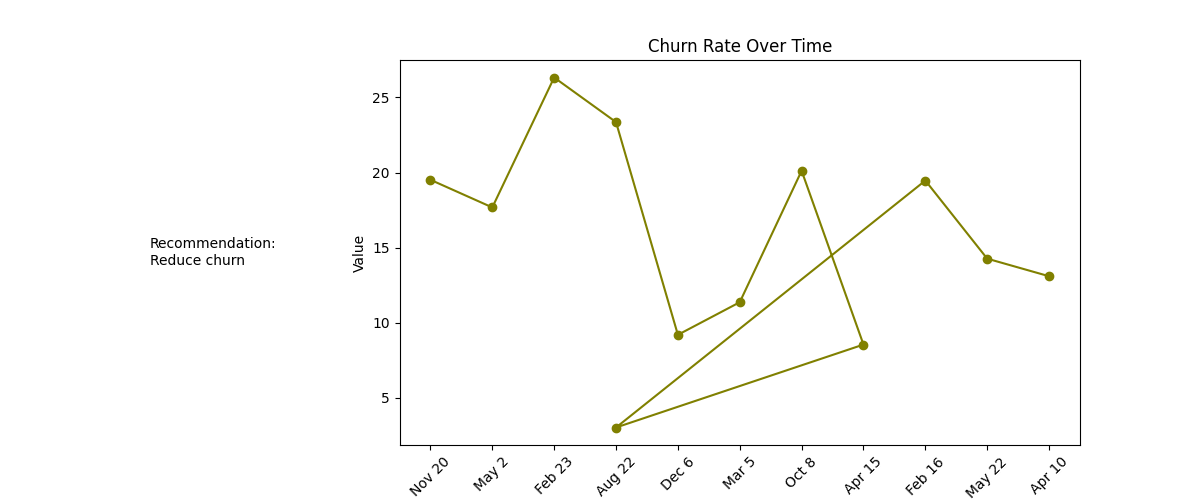 Churn Rate Over Time
25
20
15
10
5
Value
Recommendation:
Reduce churn
Nov 20
May 2
Feb 23
Aug 22
Dec 6
Mar 5
Oct 8
Apr 15
Feb 16
May 22
Apr 10